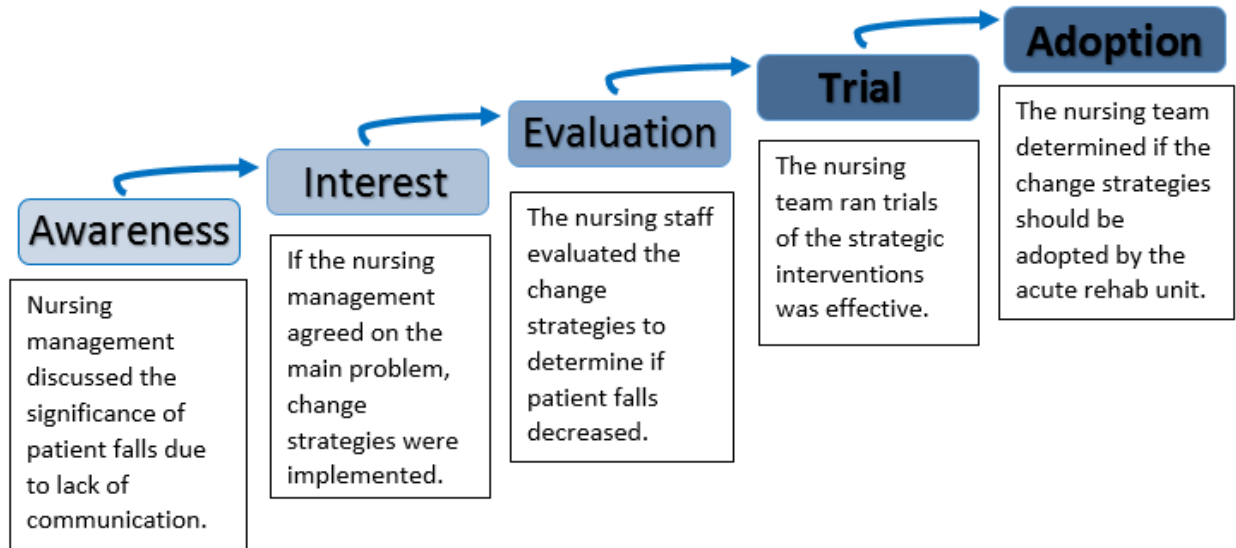 Awareness
Nursing
management
discussed the
significance of
patient falls due
to lack of
communication.
Interest
If the nursing
management
agreed on the
main problem,
change
strategies were
implemented.
Evaluation
The nursing staff
evaluated the
change
strategies to
determine if
patient falls
decreased.
Trial
The nursing
team ran trials
of the strategic
interventions
was effective.
Adoption
The nursing team
determined if the
change strategies
should be
adopted by the
acute rehab unit.